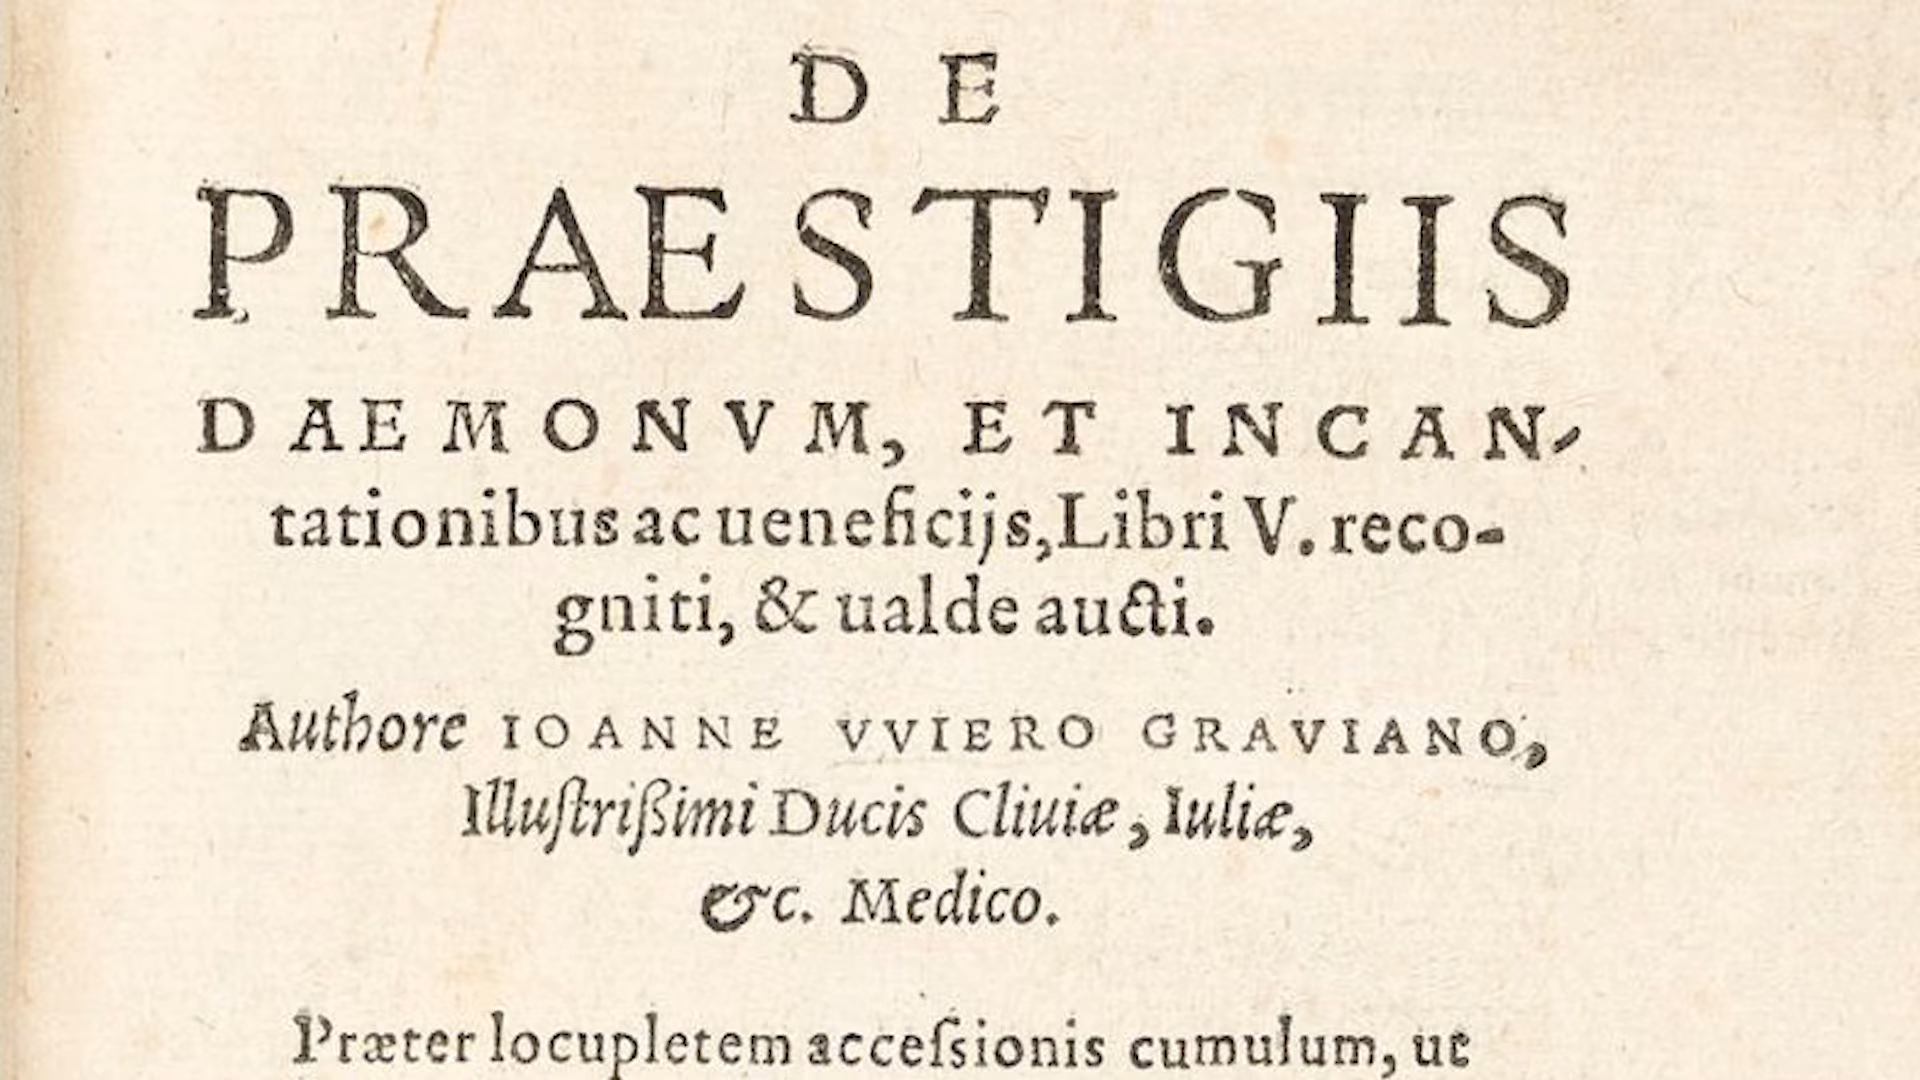 DE
PRAESTIGIIS
DAEMONVM, ET INCAN-
tationibus ac ueneficijs, Libri V. reco-
gniti, & ualde aucti.
Authore IOANNE VVIERO GRAVIANO,
Illuſtrißimi Ducis Cliuiæ, Iuliæ,
&c. Medico.
Præter locupletem acceſsionis cumulum, ut